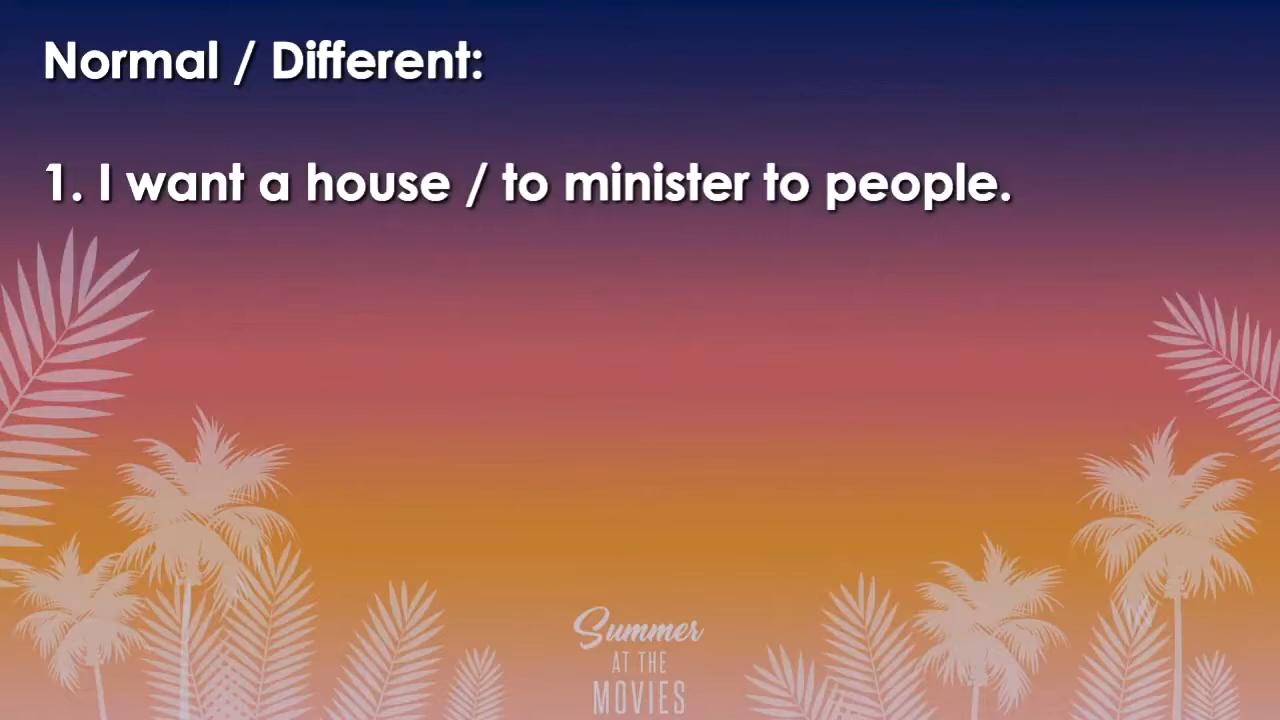 Normal / Different:
1. I want a house / to minister to people.
Summer
AT THE
MOVIES